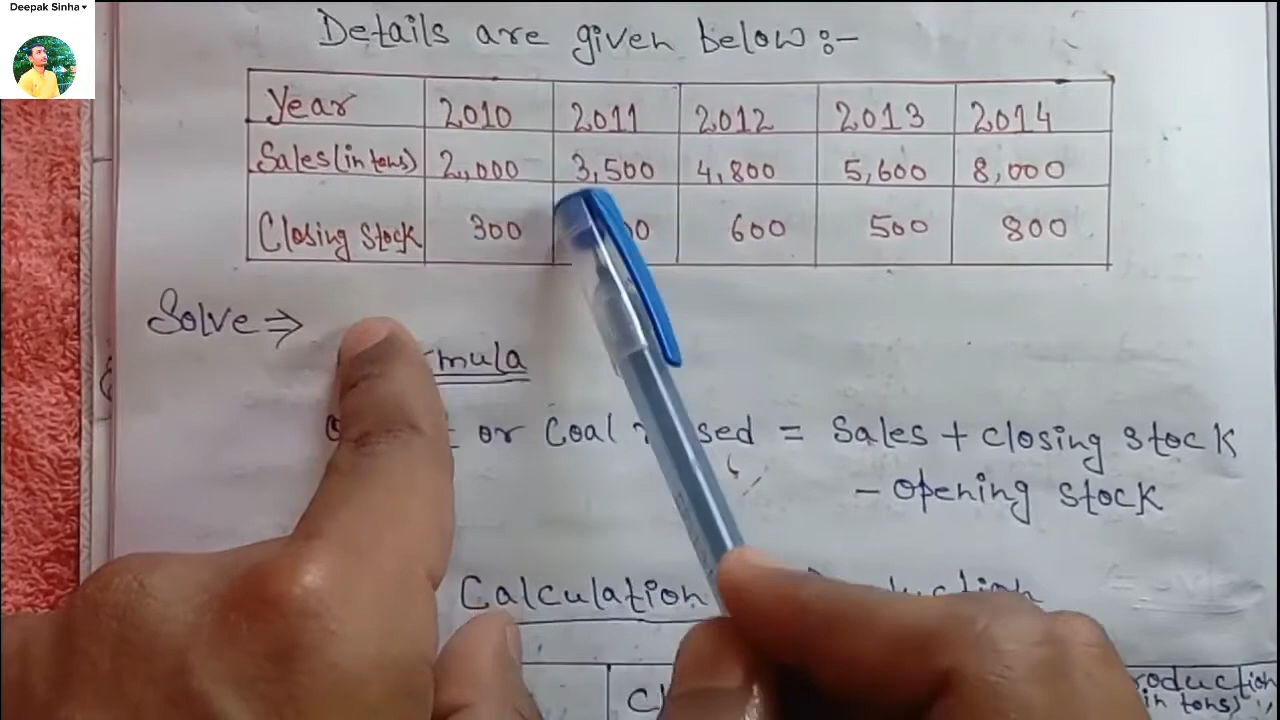 Deepak Sinha
Details are given below :-
Year 2010 2011 2012 2013 2014
Sales (in tons) 2,000 3,500 4,800 5,600 8,000
Closing Stock 300 600 500 800
Solve ⇒
or Coal = Sales + closing stock
- opening stock
Calculation